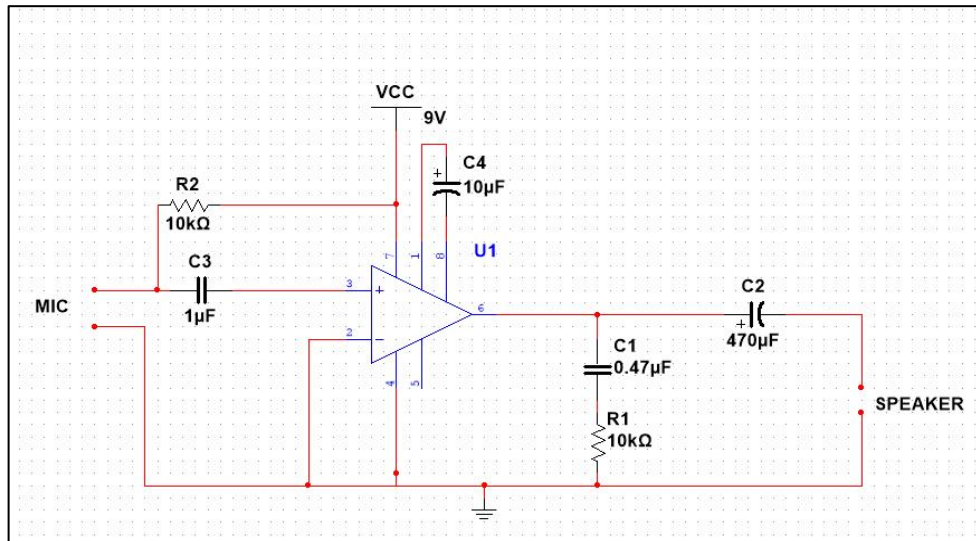 VCC
9V
C4
10µF
R2
10kΩ
U1
7
1
8
C3
1µF
3
+
MIC
2
−
6
4
5
C2
470µF
C1
0.47µF
R1
10kΩ
SPEAKER
+
+